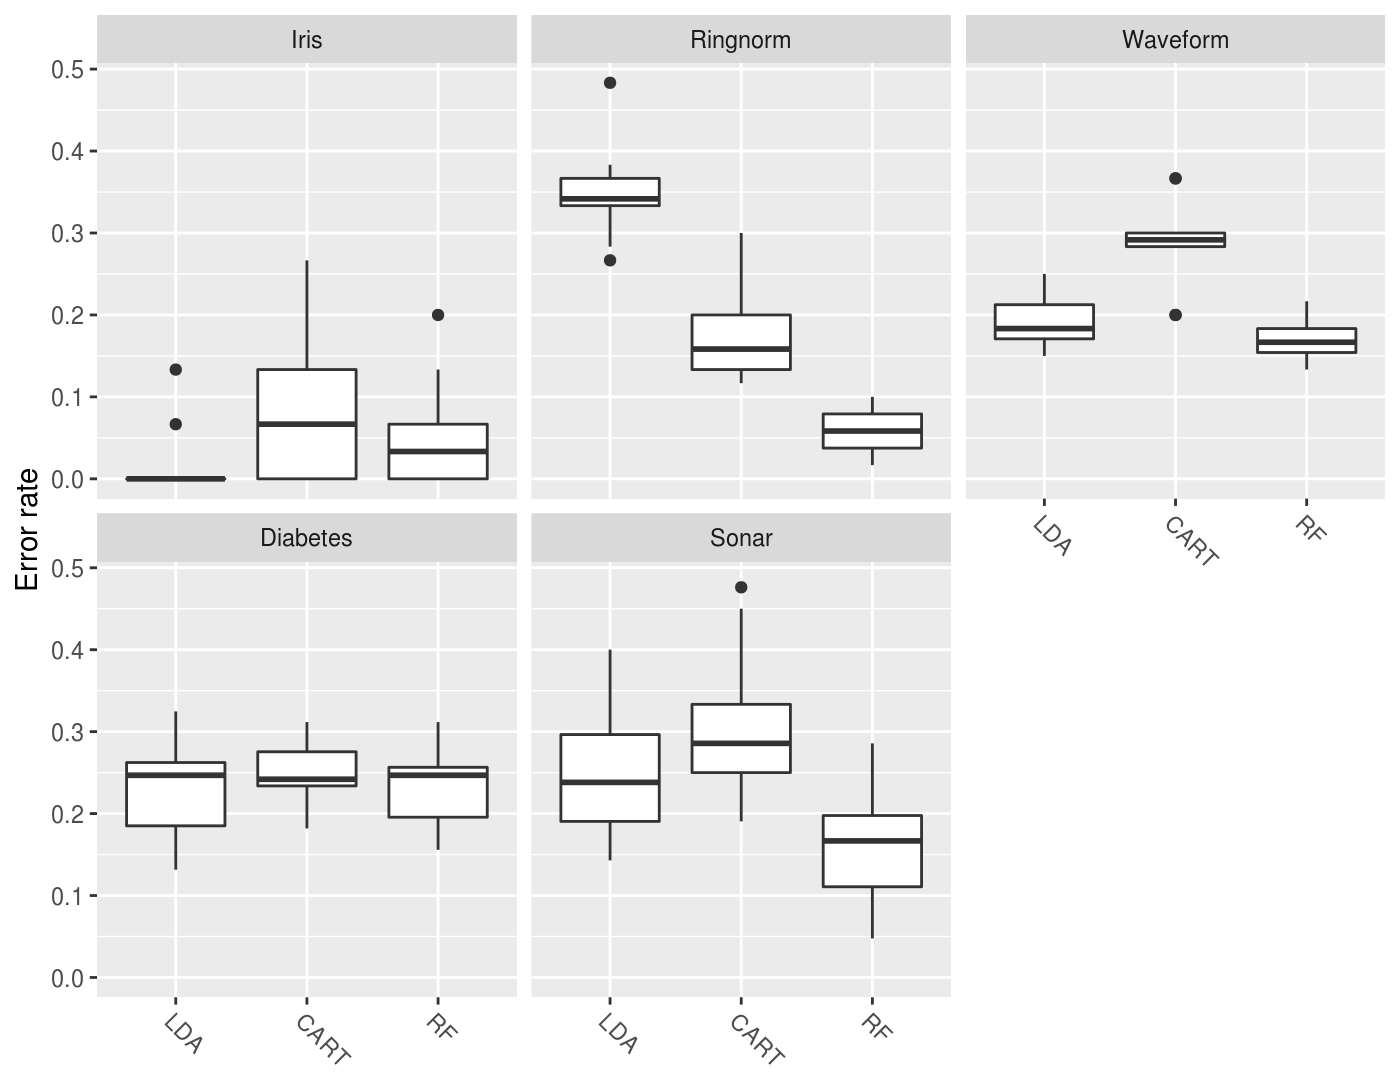 Iris
Ringnorm
Waveform
0.5
0.4
0.3
0.2
0.1
0.0
LDA
CART
RF
Error rate
Diabetes
Sonar
0.5
0.4
0.3
0.2
0.1
0.0
LDA
CART
RF
LDA
CART
RF